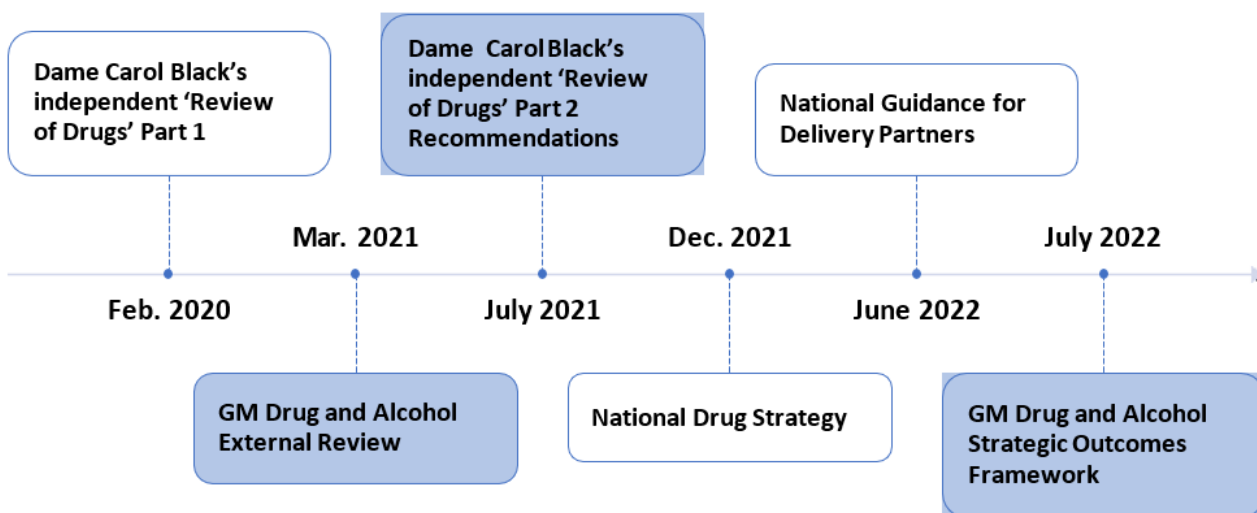 Dame Carol Black’s
independent ‘Review
of Drugs’ Part 1
Dame Carol Black’s
independent ‘Review
of Drugs’ Part 2
Recommendations
National Guidance for
Delivery Partners
Mar. 2021
Dec. 2021
July 2022
Feb. 2020
July 2021
June 2022
GM Drug and Alcohol
External Review
National Drug Strategy
GM Drug and Alcohol
Strategic Outcomes
Framework